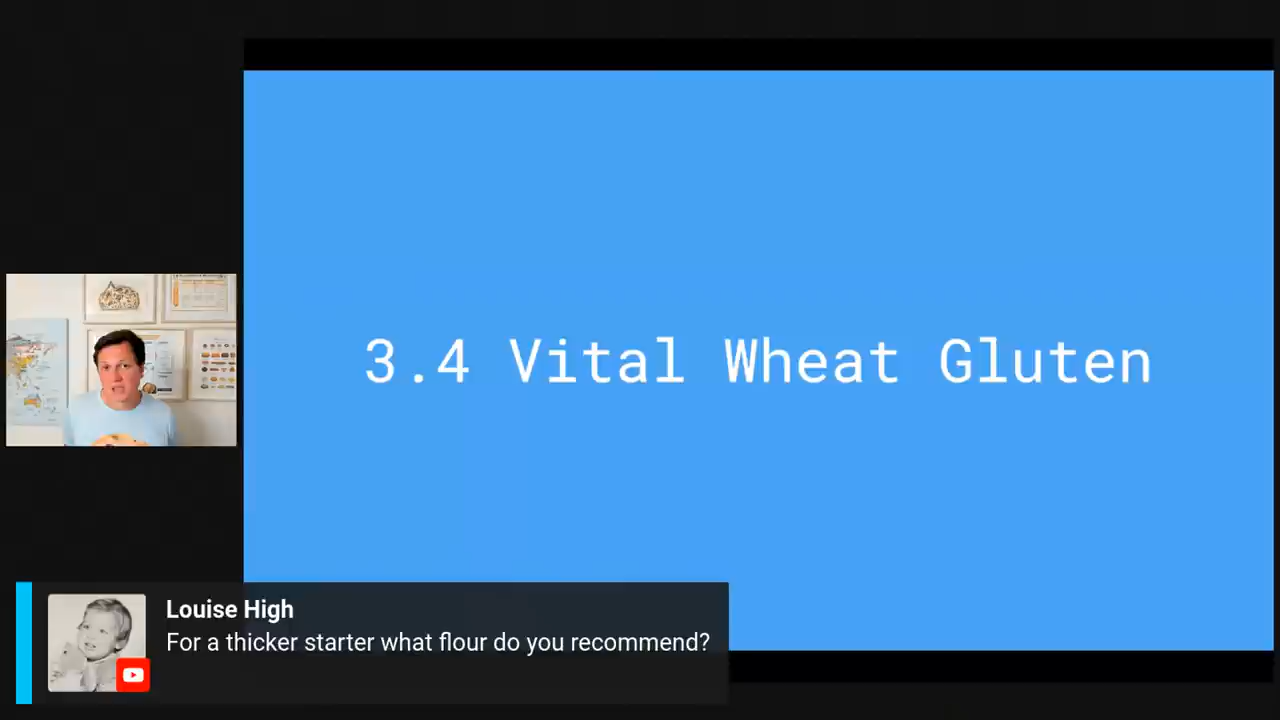 3.4 Vital Wheat Gluten
Louise High
For a thicker starter what flour do you recommend?